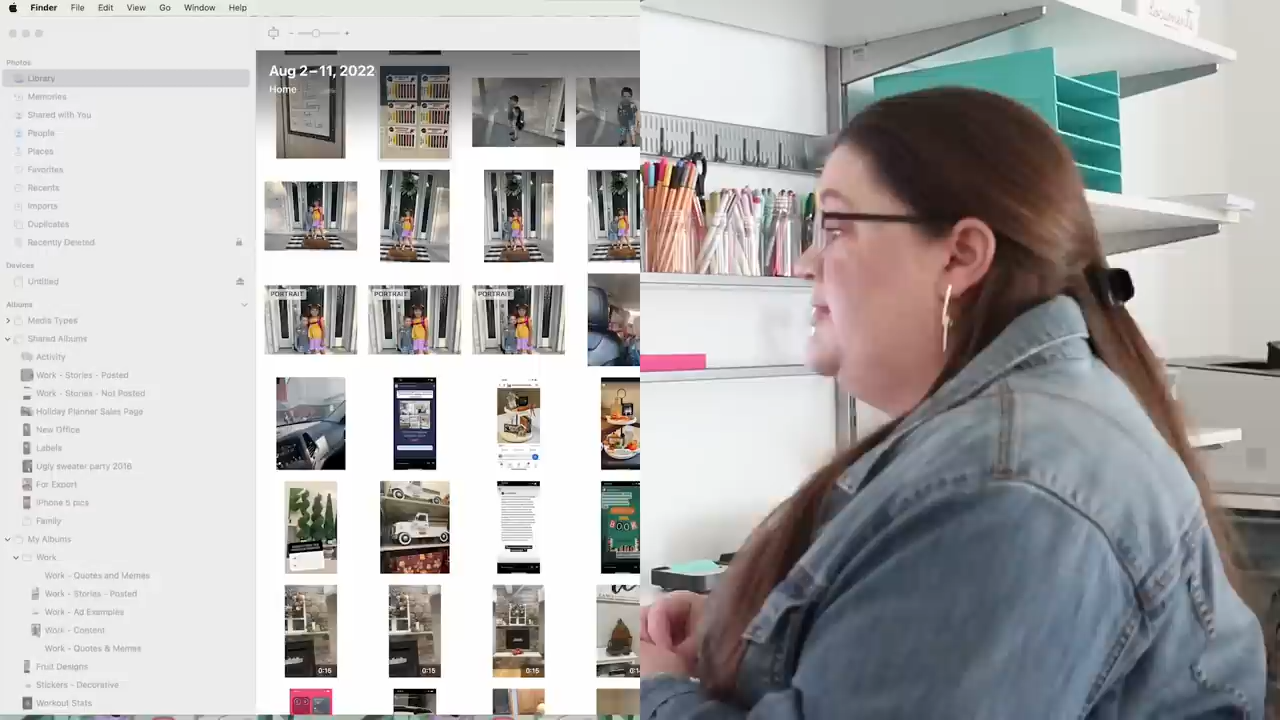 Finder File Edit View Go Window Help
Photos
Library
Memories
Shared with You
People
Places
Favorites
Recents
Imports
Duplicates
Recently Deleted
Devices
Untitled
Albums
Media Types
Shared Albums
Activity
Work - Stories - Posted
Work - Stories - Not Posted
Holiday Planner Sales Page
New Office
Labels
Ugly sweater party 2016
For Export
iPhone 5 pics
Family
My Albums
Work
Work - Quotes and Memes
Work - Stories - Posted
Work - Ad Examples
Work - Content
Work - Quotes & Memes
Fruit Designs
Stickers - Decorative
Workout Stats
Aug 2–11, 2022
Home
PORTRAIT PORTRAIT PORTRAIT
BOOK
0:15 0:15 0:15
documents